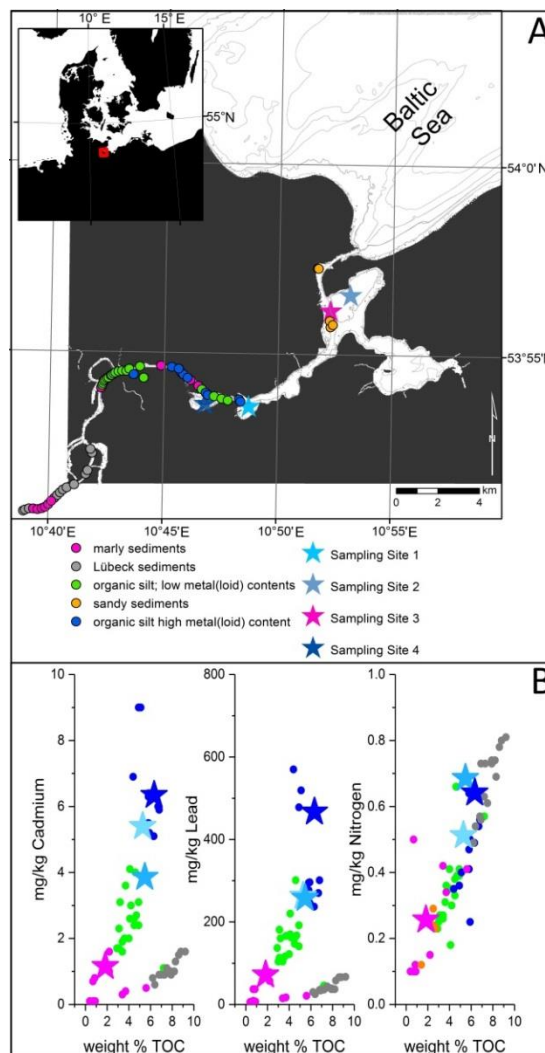 A
10°E
15°E
55°N
Baltic
Sea
54°0'
53°55'
N
0 2 4
km
10°40'E 10°45'E 10°50'E 10°55'E
marly sediments
Lübeck sediments
organic silt; low metal(loid) contents
sandy sediments
organic silt high metal(loid) content
Sampling Site 1
Sampling Site 2
Sampling Site 3
Sampling Site 4
B
mg/kg Cadmium
10
8
6
4
2
0
0 2 4 6 8 10
weight % TOC
mg/kg Lead
800
600
400
200
0
0 2 4 6 8 10
weight % TOC
mg/kg Nitrogen
1.0
0.8
0.6
0.4
0.2
0.0
0 2 4 6 8 10
weight % TOC